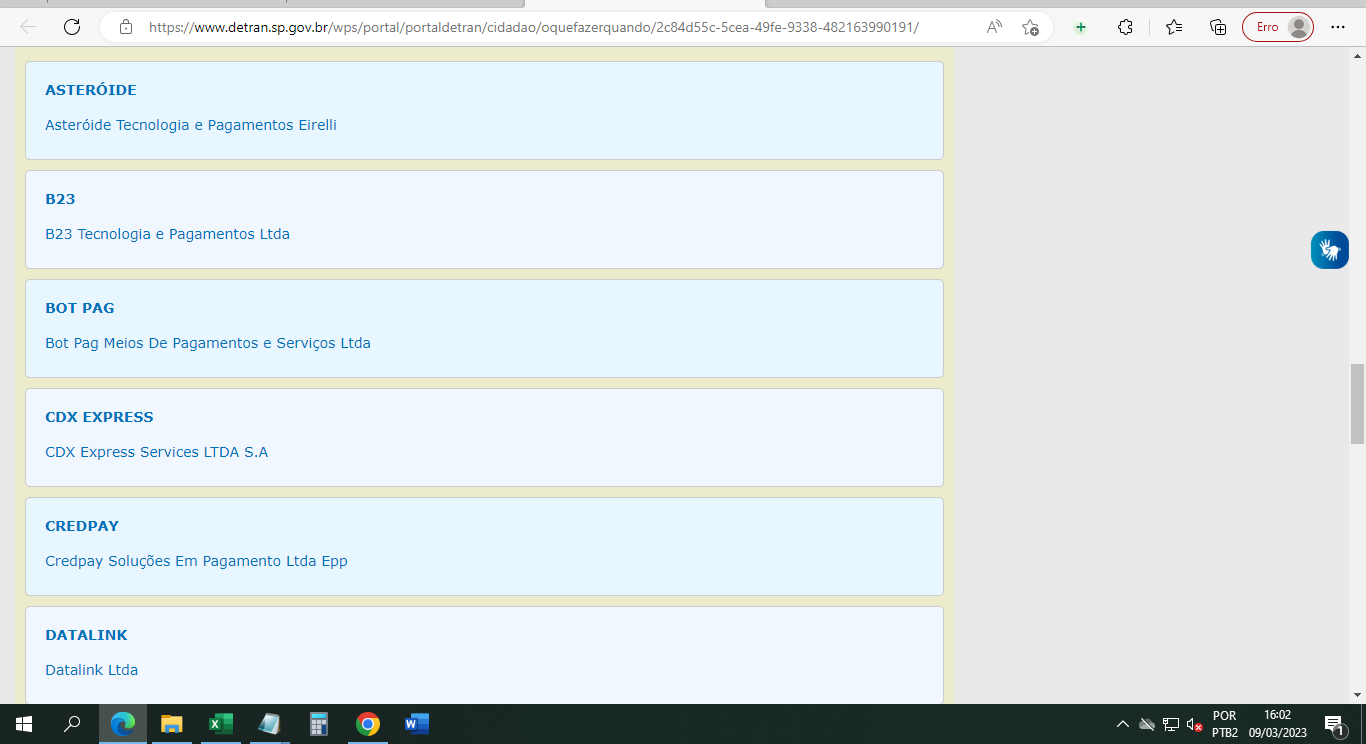 https://www.detran.sp.gov.br/wps/portal/portaldetran/cidadao/oquefazerquando/2c84d55c-5cea-49fe-9338-482163990191/
Erro
ASTERÓIDE
Asteróide Tecnologia e Pagamentos Eirelli
B23
B23 Tecnologia e Pagamentos Ltda
BOT PAG
Bot Pag Meios De Pagamentos e Serviços Ltda
CDX EXPRESS
CDX Express Services LTDA S.A
CREDPAY
Credpay Soluções Em Pagamento Ltda Epp
DATALINK
Datalink Ltda
POR 16:02
PTB2 09/03/2023
1